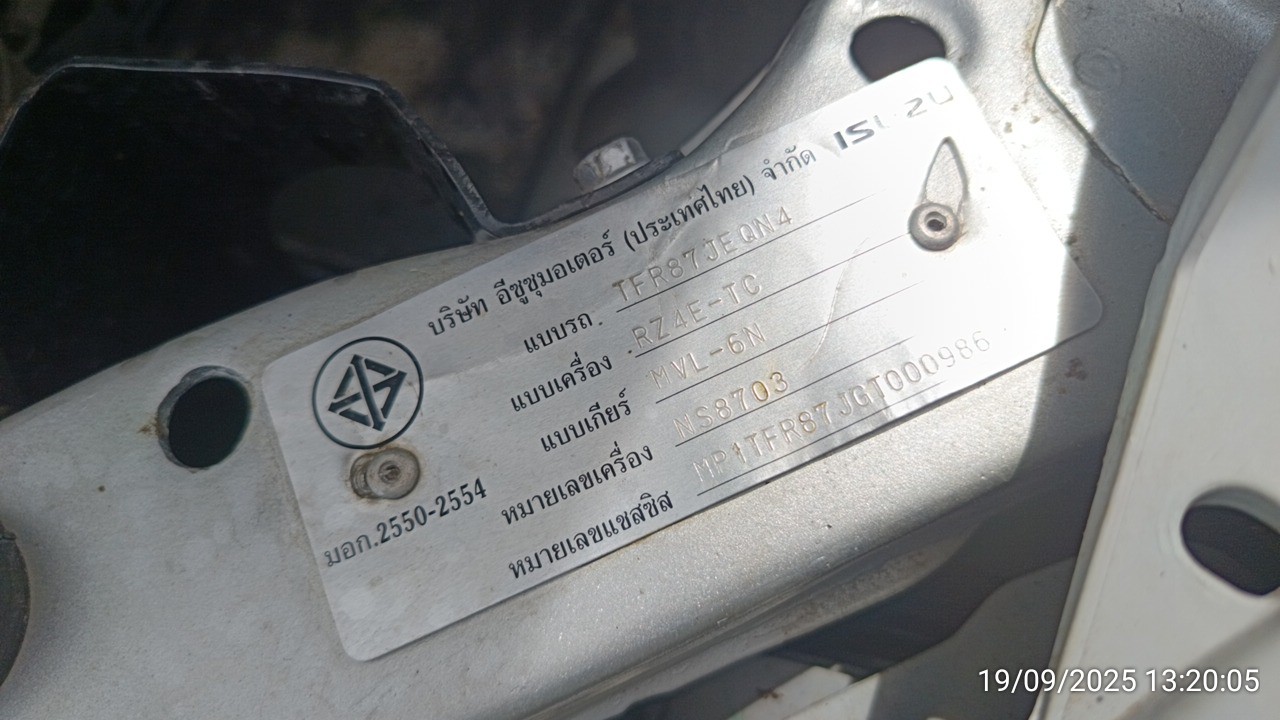 บริษัท อีซูซุมอเตอร์ (ประเทศไทย) จำกัด ISUZU
แบบรถ TFR87JEQN4
แบบเครื่อง RZ4E-TC
แบบเกียร์ MVL-6N
หมายเลขเครื่อง NS8703
หมายเลขแชสซิส MP1TFR87JGT000986
มอก.2550-2554
19/09/2025 13:20:05